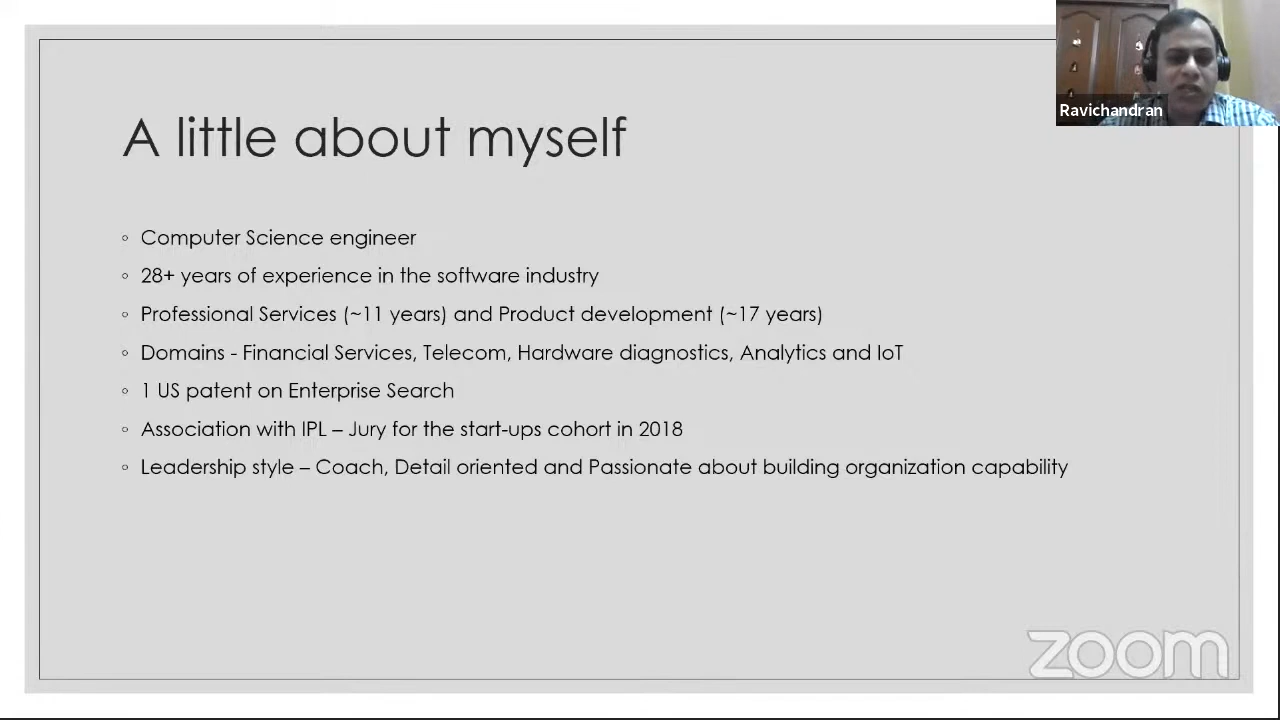 Ravichandran
A little about myself
◦ Computer Science engineer
◦ 28+ years of experience in the software industry
◦ Professional Services (~11 years) and Product development (~17 years)
◦ Domains - Financial Services, Telecom, Hardware diagnostics, Analytics and IoT
◦ 1 US patent on Enterprise Search
◦ Association with IPL – Jury for the start-ups cohort in 2018
◦ Leadership style – Coach, Detail oriented and Passionate about building organization capability
zoom